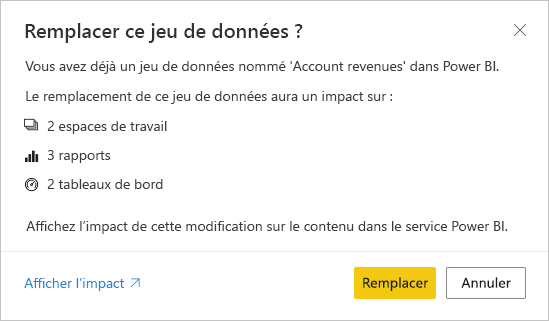 Remplacer ce jeu de données ?
Vous avez déjà un jeu de données nommé 'Account revenues' dans Power BI.
Le remplacement de ce jeu de données aura un impact sur :
2 espaces de travail
3 rapports
2 tableaux de bord
Affichez l’impact de cette modification sur le contenu dans le service Power BI.
Afficher l'impact
Remplacer
Annuler